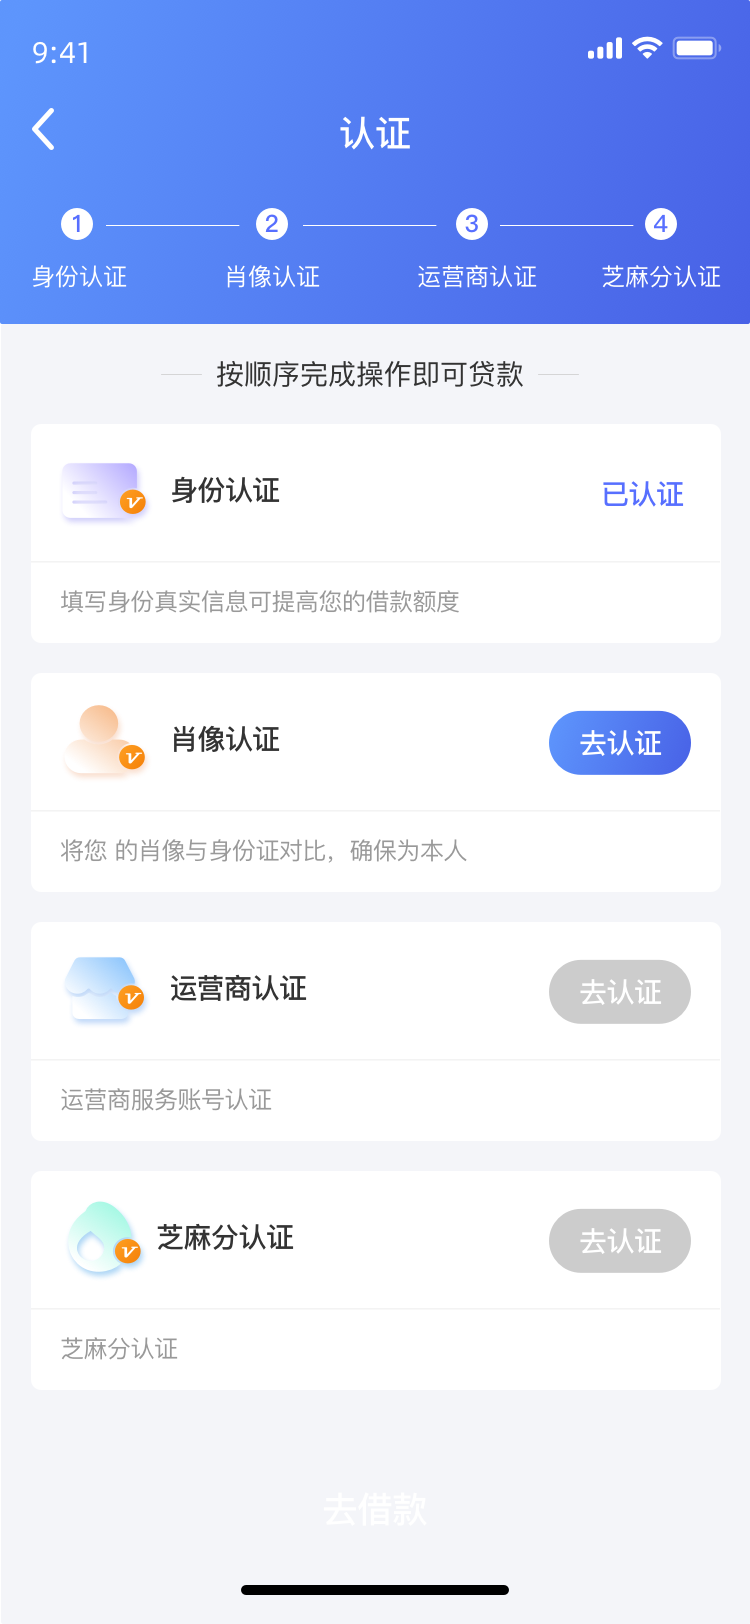 9:41
认证
1 2 3 4
身份认证 肖像认证 运营商认证 芝麻分认证
按顺序完成操作即可贷款
身份认证 已认证
填写身份真实信息可提高您的借款额度
肖像认证 去认证
将您 的肖像与身份证对比，确保为本人
运营商认证 去认证
运营商服务账号认证
芝麻分认证 去认证
芝麻分认证
去借款